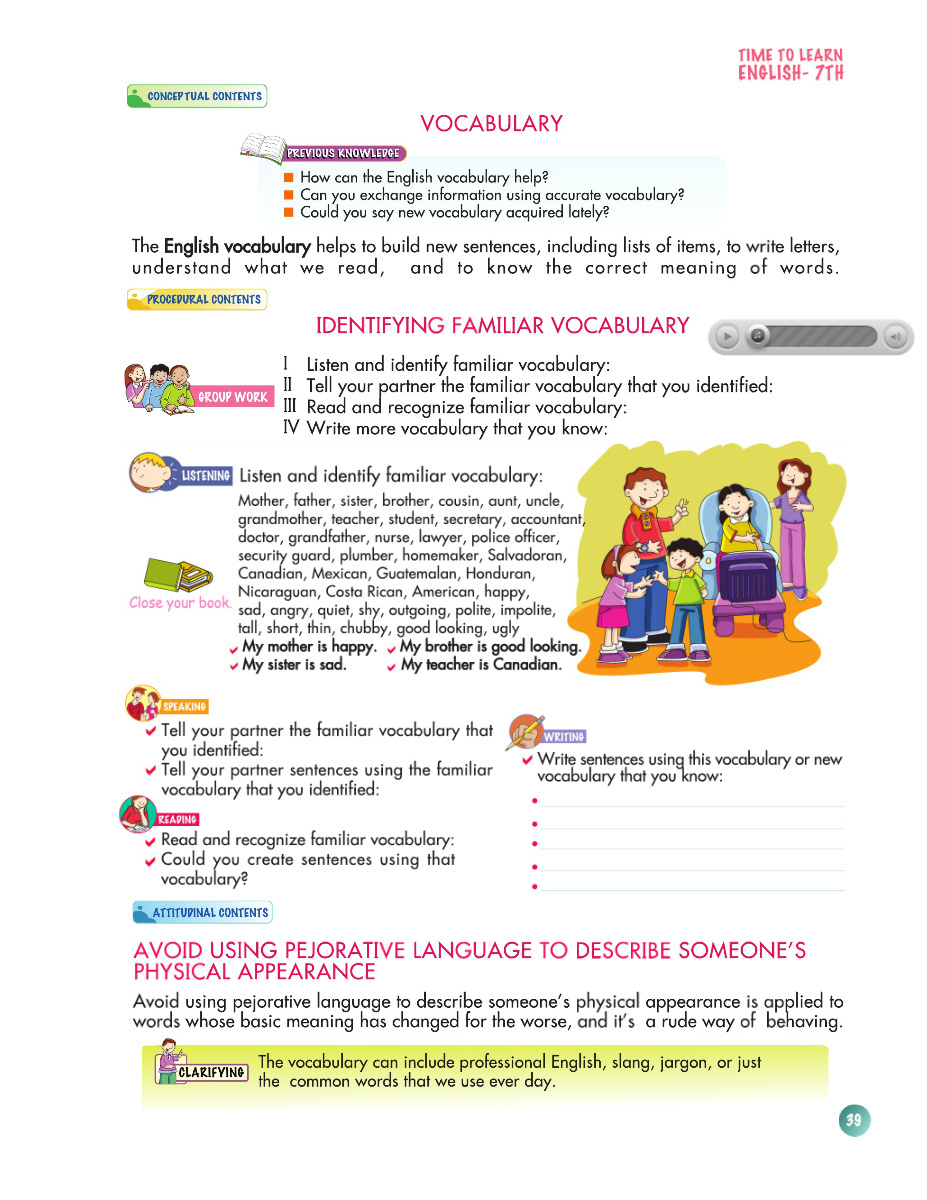 TIME TO LEARN
ENGLISH- 7TH
CONCEPTUAL CONTENTS
VOCABULARY
PREVIOUS KNOWLEDGE
How can the English vocabulary help?
Can you exchange information using accurate vocabulary?
Could you say new vocabulary acquired lately?
The English vocabulary helps to build new sentences, including lists of items, to write letters,
understand what we read, and to know the correct meaning of words.
PROCEDURAL CONTENTS
IDENTIFYING FAMILIAR VOCABULARY
GROUP WORK
I Listen and identify familiar vocabulary:
II Tell your partner the familiar vocabulary that you identified:
III Read and recognize familiar vocabulary:
IV Write more vocabulary that you know:
LISTENING
Listen and identify familiar vocabulary:
Mother, father, sister, brother, cousin, aunt, uncle,
grandmother, teacher, student, secretary, accountant,
doctor, grandfather, nurse, lawyer, police officer,
security guard, plumber, homemaker, Salvadoran,
Canadian, Mexican, Guatemalan, Honduran,
Nicaraguan, Costa Rican, American, happy,
sad, angry, quiet, shy, outgoing, polite, impolite,
tall, short, thin, chubby, good looking, ugly
Close your book.
My mother is happy. My brother is good looking.
My sister is sad. My teacher is Canadian.
SPEAKING
Tell your partner the familiar vocabulary that
you identified:
Tell your partner sentences using the familiar
vocabulary that you identified:
READING
Read and recognize familiar vocabulary:
Could you create sentences using that
vocabulary?
WRITING
Write sentences using this vocabulary or new
vocabulary that you know:
ATTITUDINAL CONTENTS
AVOID USING PEJORATIVE LANGUAGE TO DESCRIBE SOMEONE'S
PHYSICAL APPEARANCE
Avoid using pejorative language to describe someone's physical appearance is applied to
words whose basic meaning has changed for the worse, and it's a rude way of behaving.
CLARIFYING
The vocabulary can include professional English, slang, jargon, or just
the common words that we use ever day.
39